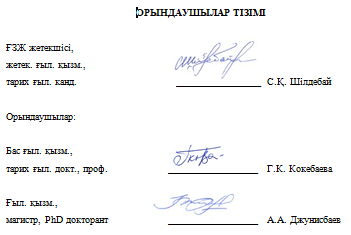 ОРЫНДАУШЫЛАР ТІЗІМІ
ҒЗЖ жетекшісі,
жетек. ғыл. қызм.,
тарих ғыл. канд.
С.Қ. Шілдебай
Орындаушылар:
Бас ғыл. қызм.,
тарих ғыл. докт., проф.
Г.К. Кокебаева
Ғыл. қызм.,
магистр, PhD докторант
А.А. Джунисбаев